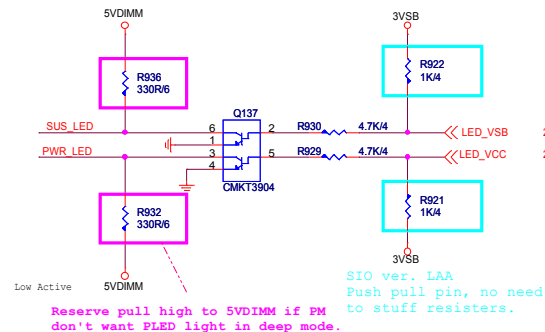 5VDIMM
3VSB
R936
330R/6
R922
1K/4
Q137
SUS_LED
6
2
R930
4.7K/4
LED_VSB
2
1
PWR_LED
3
5
R929
4.7K/4
LED_VCC
2
4
CMKT3904
R932
330R/6
R921
1K/4
Low Active
5VDIMM
3VSB
SIO ver. LAA
Push pull pin, no need
to stuff resisters.
Reserve pull high to 5VDIMM if PM
don't want PLED light in deep mode.